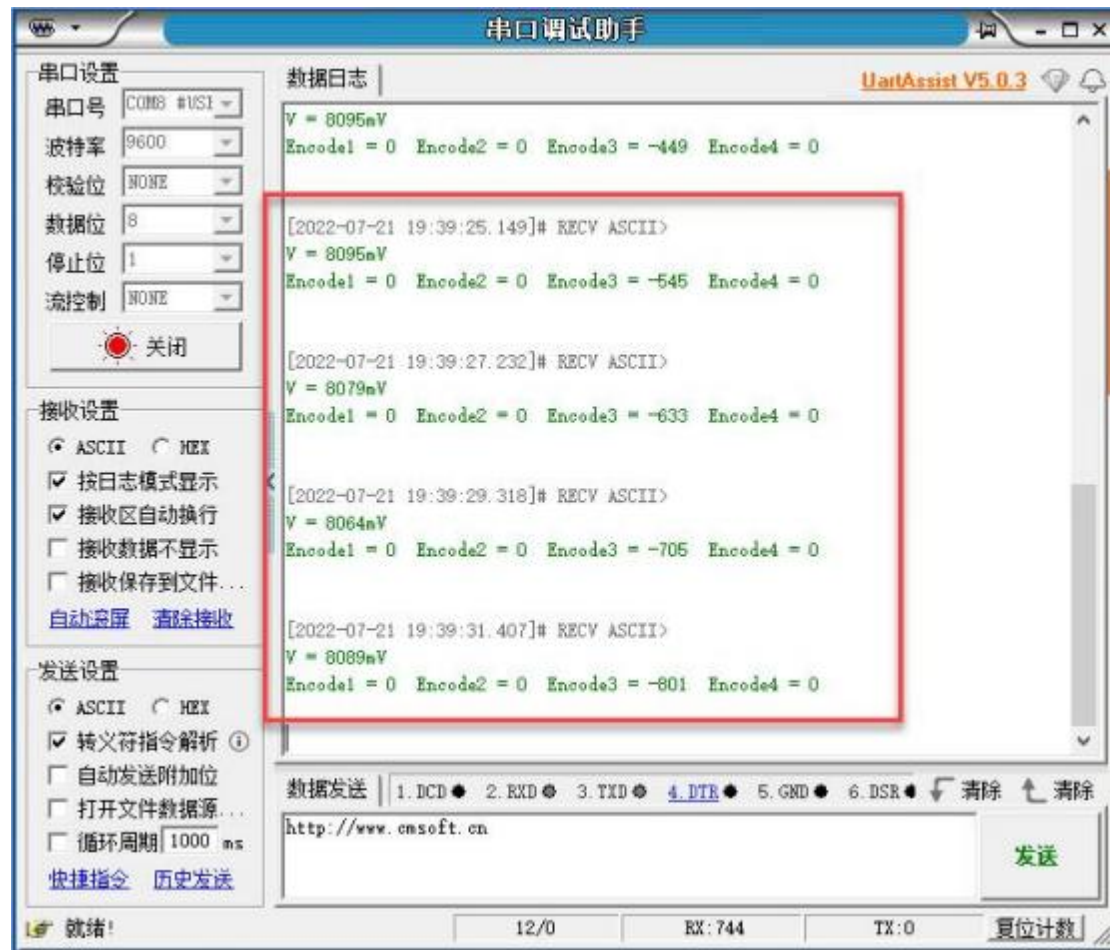 串口调试助手
串口设置
串口号 COM8 #USI
波特率 9600
校验位 NONE
数据位 8
停止位 1
流控制 NONE
关闭
接收设置
ASCII HEX
按日志模式显示
接收区自动换行
接收数据不显示
接收保存到文件...
自动滚屏 清除接收
发送设置
ASCII HEX
转义符指令解析
自动发送附加位
打开文件数据源...
循环周期 1000 ms
快捷指令 历史发送
数据日志 UartAssist V5.0.3
V = 8095mV
Encode1 = 0 Encode2 = 0 Encode3 = -449 Encode4 = 0
[2022-07-21 19:39:25.149]# RECV ASCII>
V = 8095mV
Encode1 = 0 Encode2 = 0 Encode3 = -545 Encode4 = 0
[2022-07-21 19:39:27.232]# RECV ASCII>
V = 8079mV
Encode1 = 0 Encode2 = 0 Encode3 = -633 Encode4 = 0
[2022-07-21 19:39:29.318]# RECV ASCII>
V = 8064mV
Encode1 = 0 Encode2 = 0 Encode3 = -705 Encode4 = 0
[2022-07-21 19:39:31.407]# RECV ASCII>
V = 8089mV
Encode1 = 0 Encode2 = 0 Encode3 = -801 Encode4 = 0
数据发送 1.DCD 2.RXD 3.TXD 4.DTR 5.GND 6.DSR 清除 清除
http://www.cmsoft.cn
发送
就绪! 12/0 RX:744 TX:0 复位计数